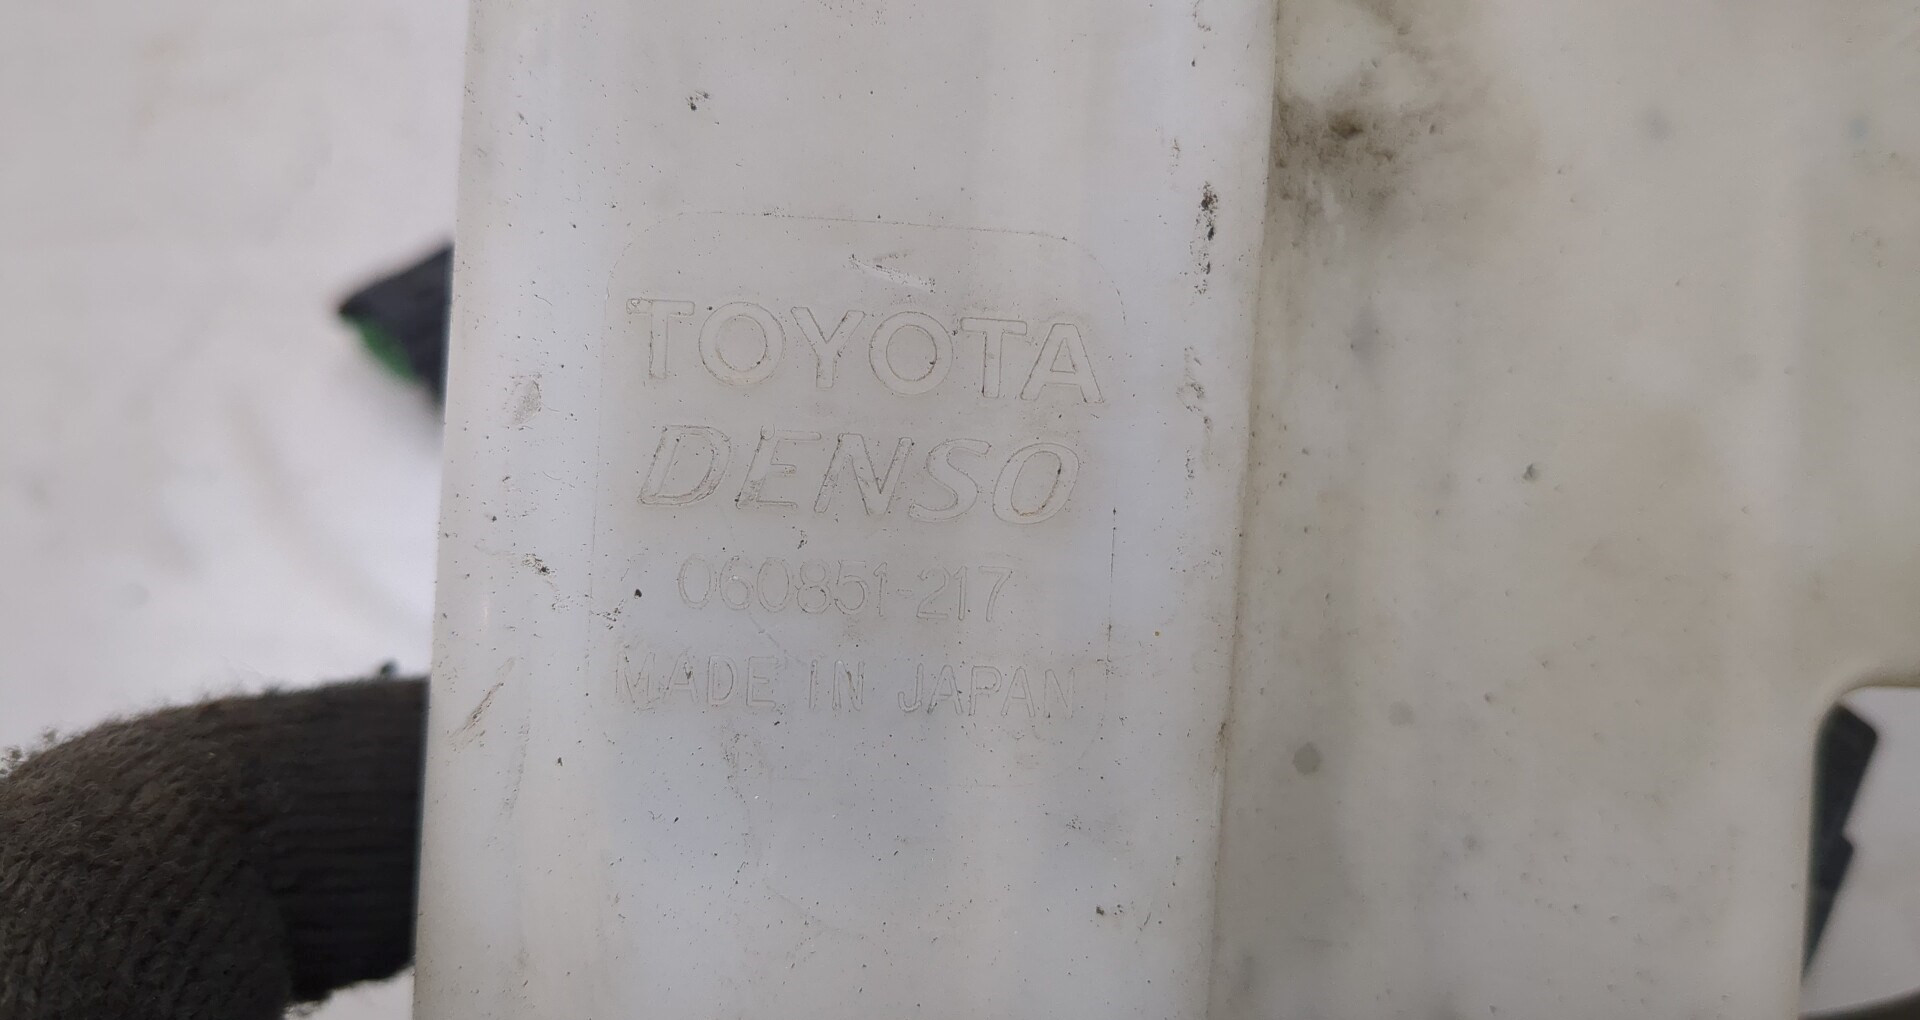 TOYOTA
DENSO
060851-217
MADE IN JAPAN